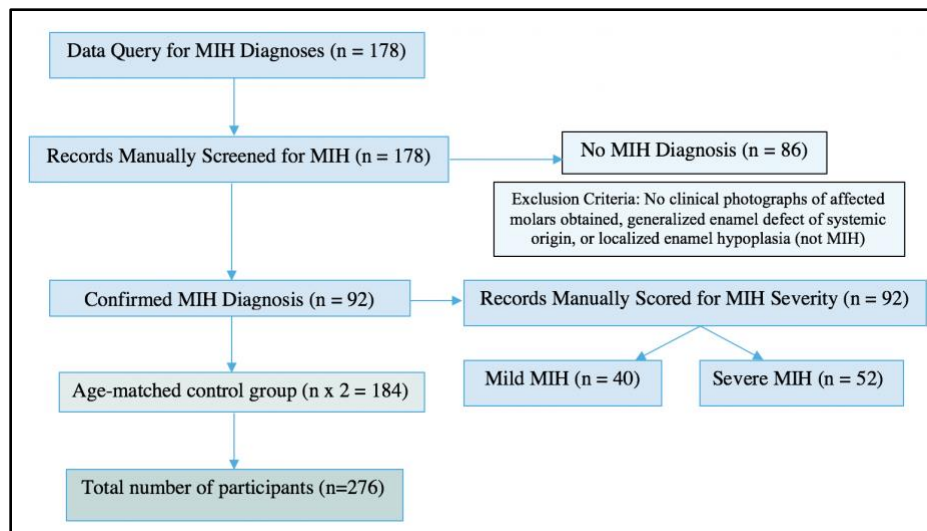 Data Query for MIH Diagnoses (n = 178)
Records Manually Screened for MIH (n = 178)
No MIH Diagnosis (n = 86)
Exclusion Criteria: No clinical photographs of affected
molars obtained, generalized enamel defect of systemic
origin, or localized enamel hypoplasia (not MIH)
Confirmed MIH Diagnosis (n = 92)
Records Manually Scored for MIH Severity (n = 92)
Mild MIH (n = 40)
Severe MIH (n = 52)
Age-matched control group (n x 2 = 184)
Total number of participants (n=276)